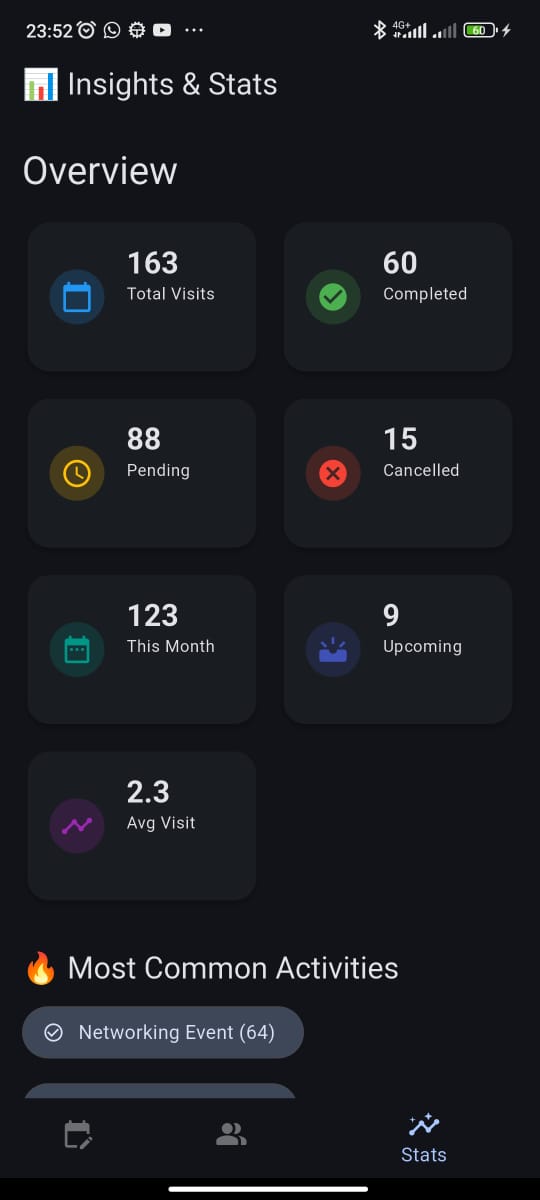 23:52
4G+
60
📊 Insights & Stats
Overview
163
Total Visits
60
Completed
88
Pending
15
Cancelled
123
This Month
9
Upcoming
2.3
Avg Visit
🔥 Most Common Activities
Networking Event (64)
Stats